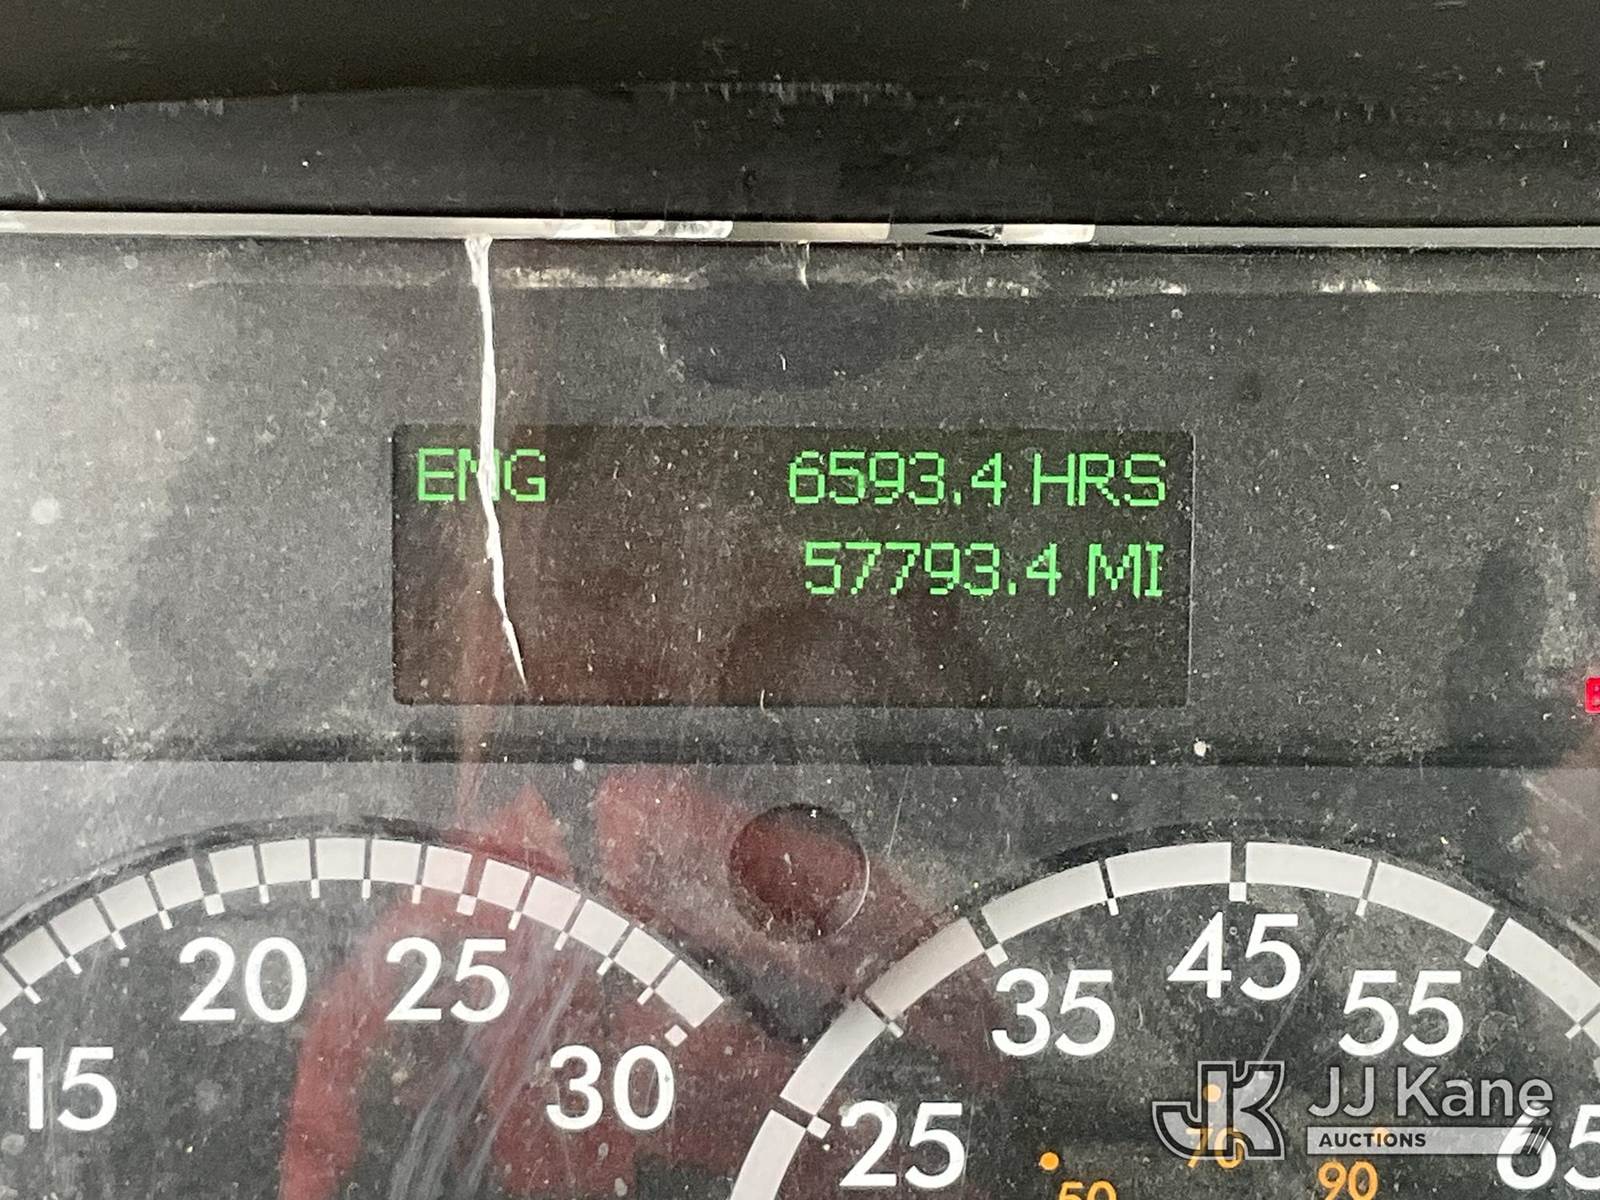 ENG 6593.4 HRS
57793.4 MI
15 20 25 30
25 35 45 55 65
50 70 90
JK JJ Kane
AUCTIONS